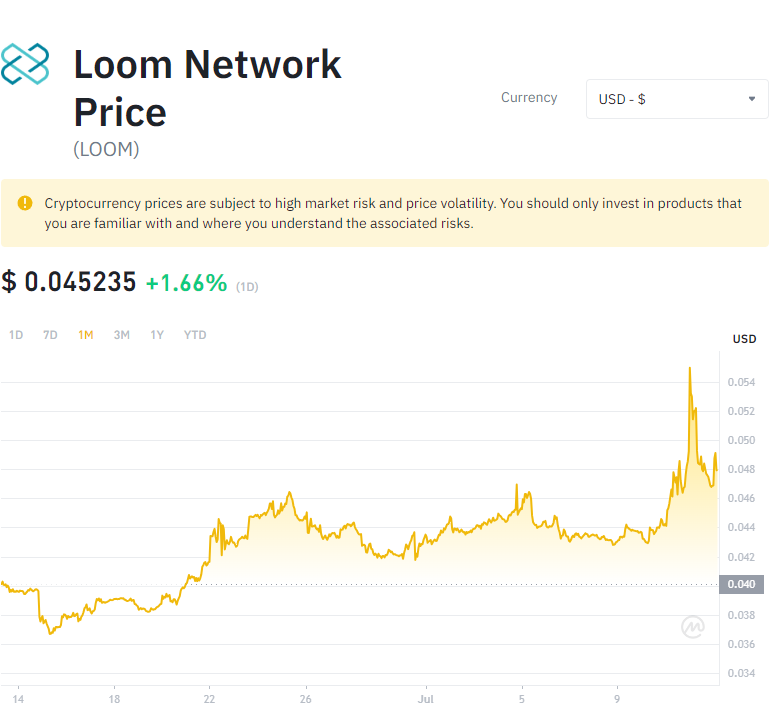 Loom Network
Price
(LOOM)
Currency
USD - $
Cryptocurrency prices are subject to high market risk and price volatility. You should only invest in products that
you are familiar with and where you understand the associated risks.
$ 0.045235 +1.66% (1D)
1D 7D 1M 3M 1Y YTD
USD
0.054
0.052
0.050
0.048
0.046
0.044
0.042
0.040
0.038
0.036
0.034
14 18 22 26 Jul 5 9